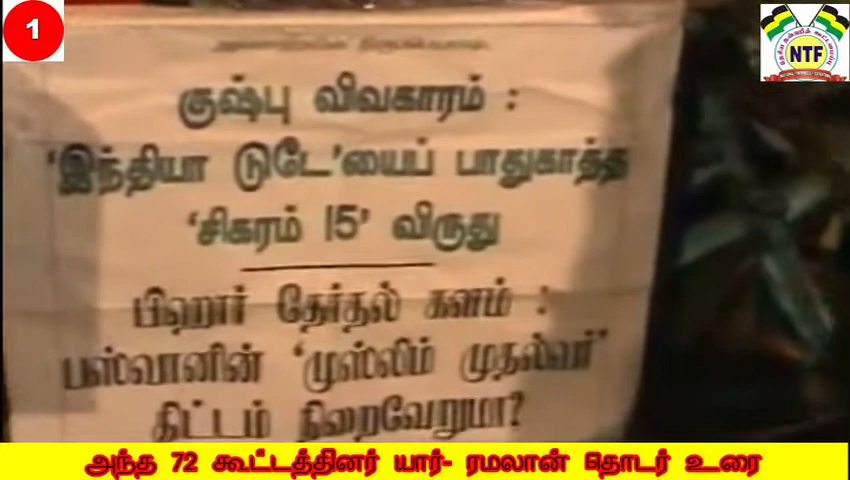 1
NTF
குஷ்பு விவகாரம் :
'இந்தியா டுடே'யைப் பாதுகாத்த
'சிகரம் 15' விருது
பிஹார் தேர்தல் களம் :
பஸ்வானின் 'முஸ்லிம் முதல்வர்'
திட்டம் நிறைவேறுமா?
அந்த 72 கூட்டத்தினர் யார்- ரமலான் தொடர் உரை